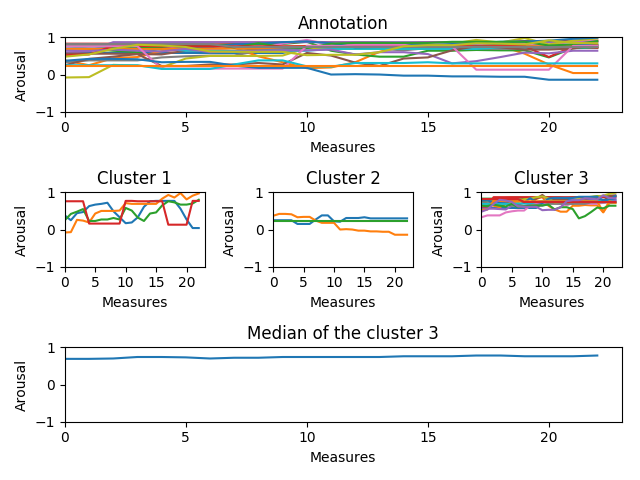 Annotation
Arousal
1
0
−1
0 5 10 15 20
Measures
Cluster 1 Cluster 2 Cluster 3
Arousal Arousal Arousal
1 1 1
0 0 0
−1 −1 −1
0 5 10 15 20 0 5 10 15 20 0 5 10 15 20
Measures Measures Measures
Median of the cluster 3
Arousal
1
0
−1
0 5 10 15 20
Measures